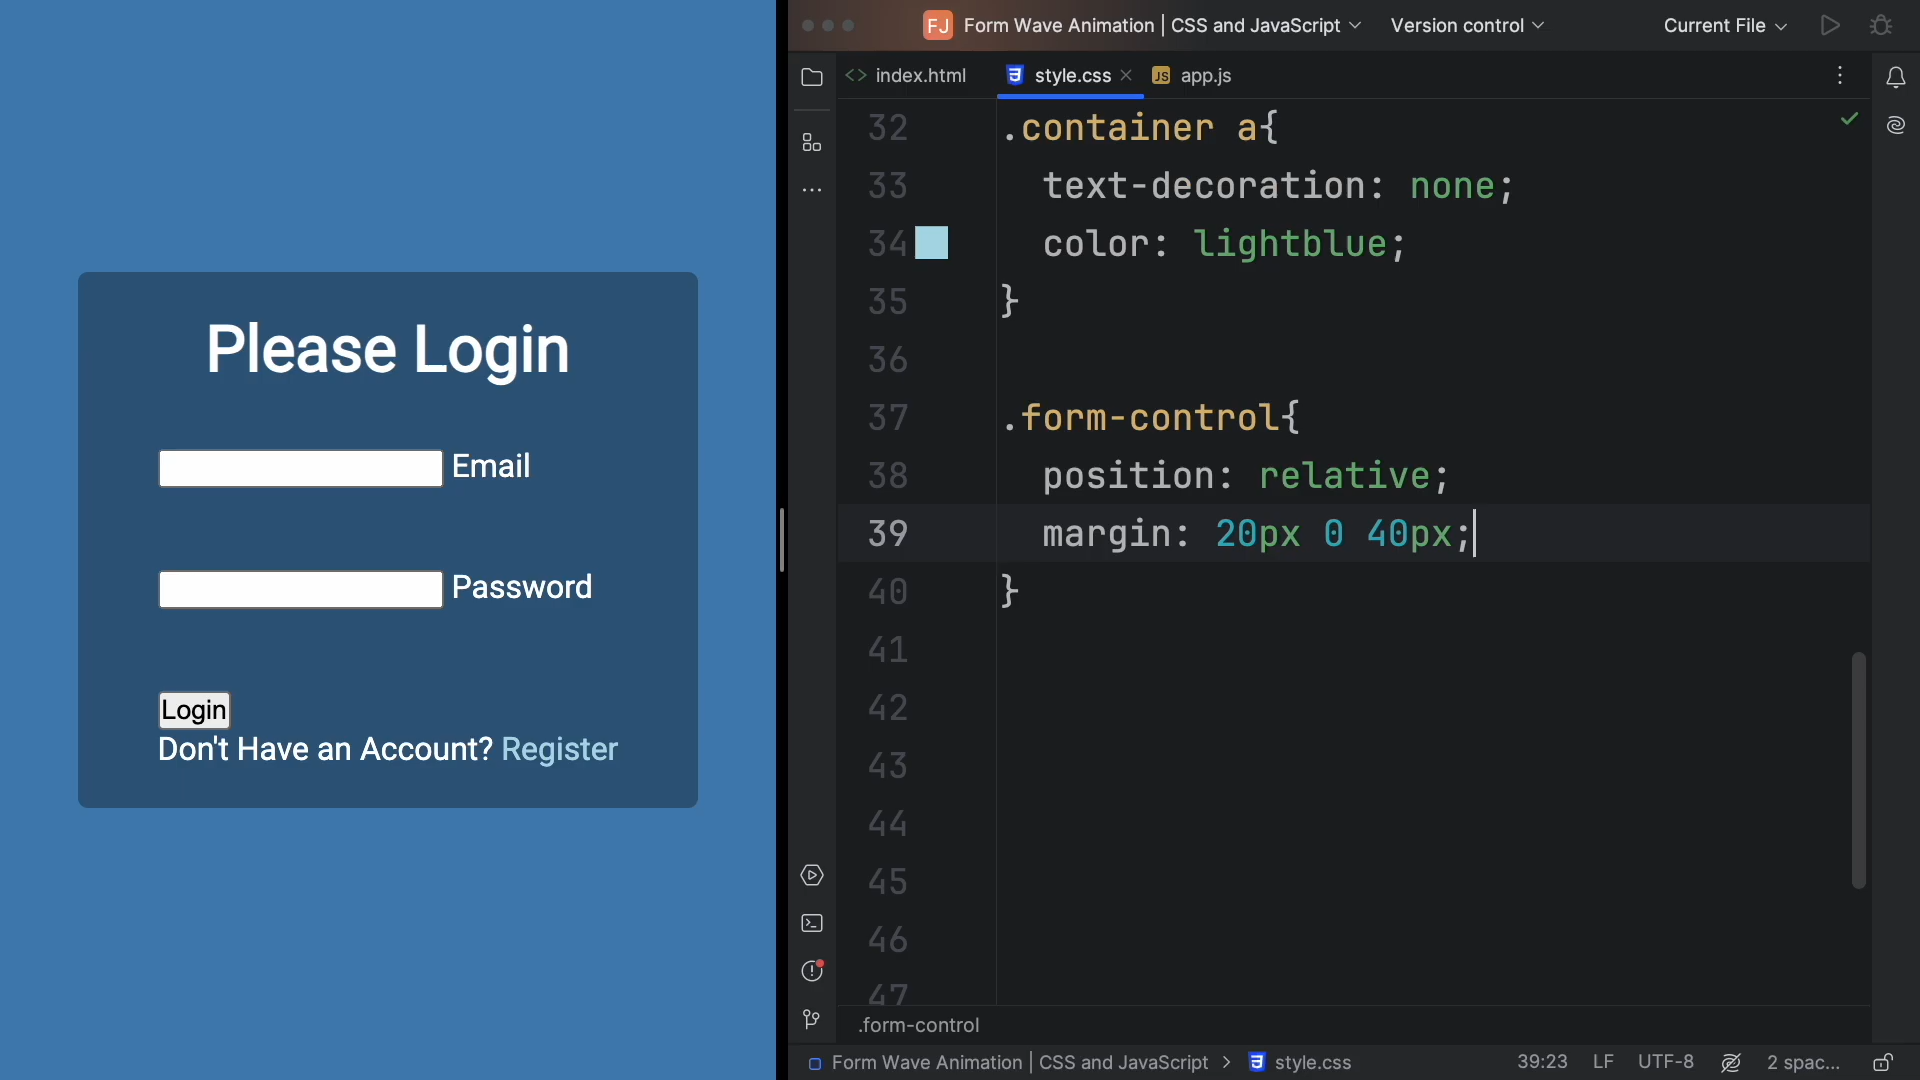 Please Login
Email
Password
Login
Don't Have an Account? Register
FJ Form Wave Animation | CSS and JavaScript
Version control
Current File
index.html
style.css
JS app.js
32 .container a{
33 text-decoration: none;
34 color: lightblue;
35 }
36
37 .form-control{
38 position: relative;
39 margin: 20px 0 40px;
40 }
41
42
43
44
45
46
47
.form-control
Form Wave Animation | CSS and JavaScript > style.css
39:23 LF UTF-8 2 spac...